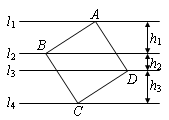 l₁ A
h₁
l₂ B
h₂
l₃ D
h₃
l₄ C